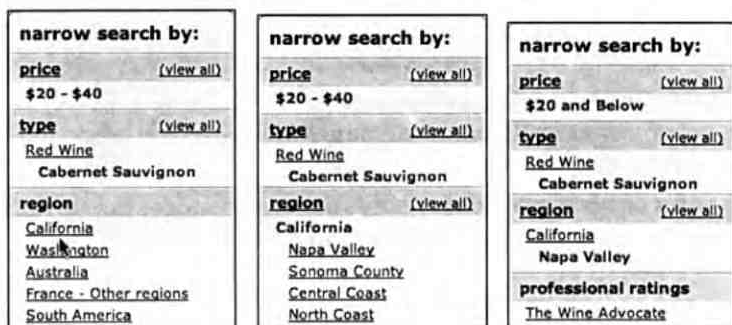 narrow search by:
price (view all)
$20 - $40
type (view all)
Red Wine
Cabernet Sauvignon
region
California
Washington
Australia
France - Other regions
South America
narrow search by:
price (view all)
$20 - $40
type (view all)
Red Wine
Cabernet Sauvignon
region (view all)
California
Napa Valley
Sonoma County
Central Coast
North Coast
narrow search by:
price (view all)
$20 and Below
type (view all)
Red Wine
Cabernet Sauvignon
region (view all)
California
Napa Valley
professional ratings
The Wine Advocate